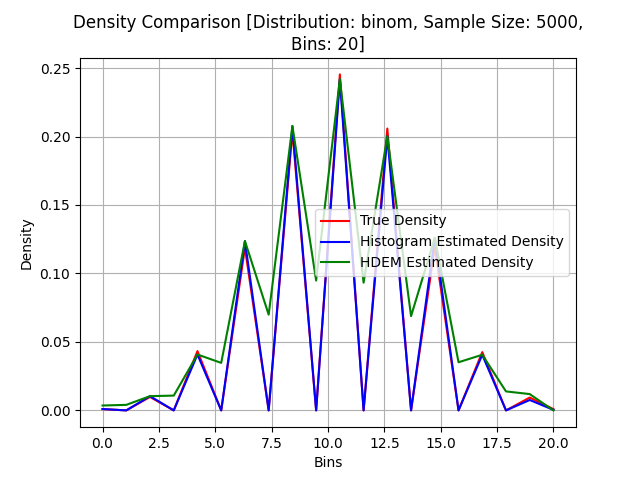 Density Comparison [Distribution: binom, Sample Size: 5000,
Bins: 20]
0.25
0.20
0.15
0.10
0.05
0.00
Density
True Density
Histogram Estimated Density
HDEM Estimated Density
0.0 2.5 5.0 7.5 10.0 12.5 15.0 17.5 20.0
Bins